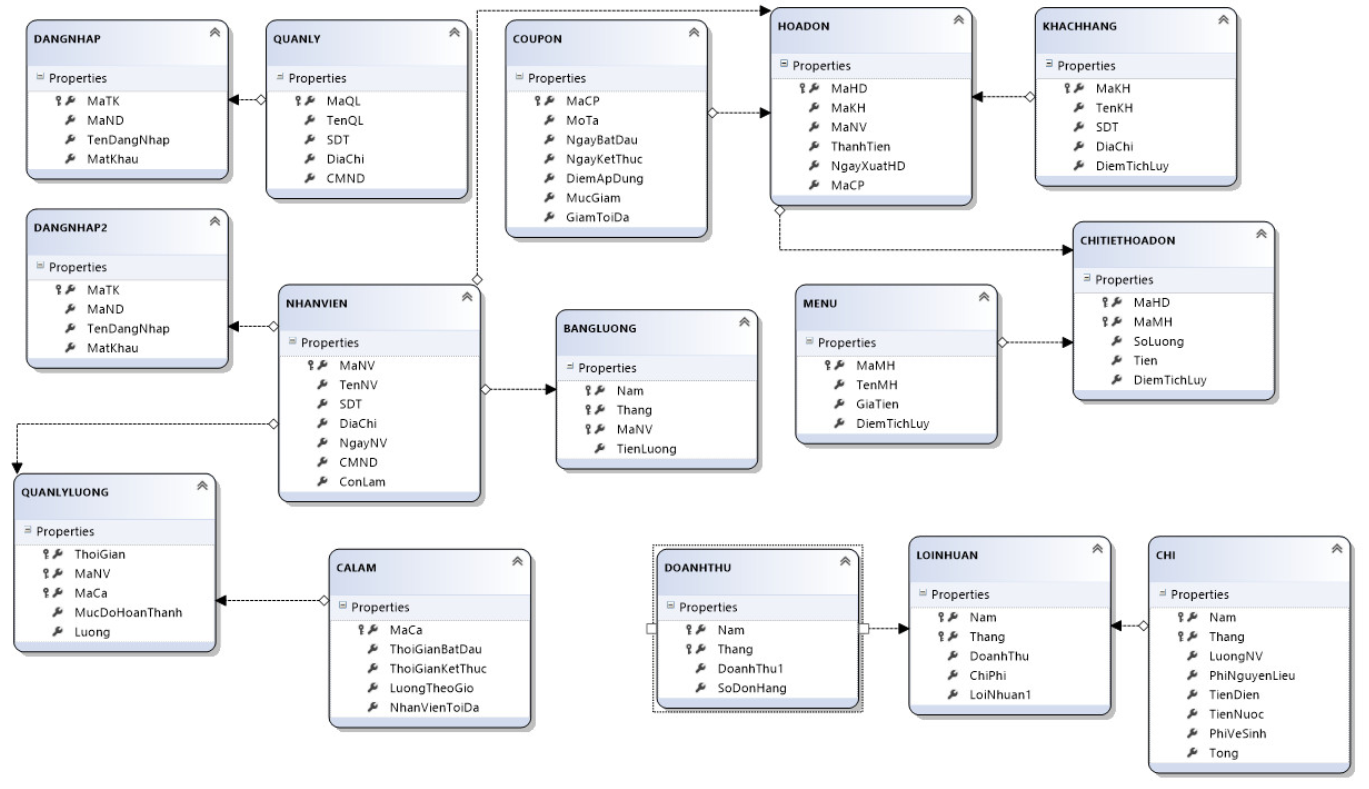 DANGNHAP
Properties
MaTK
MaND
TenDangNhap
MatKhau
QUANLY
Properties
MaQL
TenQL
SDT
DiaChi
CMND
COUPON
Properties
MaCP
MoTa
NgayBatDau
NgayKetThuc
DiemApDung
MucGiam
GiamToiDa
HOADON
Properties
MaHD
MaKH
MaNV
ThanhTien
NgayXuatHD
MaCP
KHACHHANG
Properties
MaKH
TenKH
SDT
DiaChi
DiemTichLuy
DANGNHAP2
Properties
MaTK
MaND
TenDangNhap
MatKhau
NHANVIEN
Properties
MaNV
TenNV
SDT
DiaChi
NgayNV
CMND
ConLam
BANGLUONG
Properties
Nam
Thang
MaNV
TienLuong
MENU
Properties
MaMH
TenMH
GiaTien
DiemTichLuy
CHITIETHOADON
Properties
MaHD
MaMH
SoLuong
Tien
DiemTichLuy
QUANLYLUONG
Properties
ThoiGian
MaNV
MaCa
MucDoHoanThanh
Luong
CALAM
Properties
MaCa
ThoiGianBatDau
ThoiGianKetThuc
LuongTheoGio
NhanVienToiDa
DOANHTHU
Properties
Nam
Thang
DoanhThu1
SoDonHang
LOINHUAN
Properties
Nam
Thang
DoanhThu
ChiPhi
LoiNhuan1
CHI
Properties
Nam
Thang
LuongNV
PhiNguyenLieu
TienDien
TienNuoc
PhiVeSinh
Tong